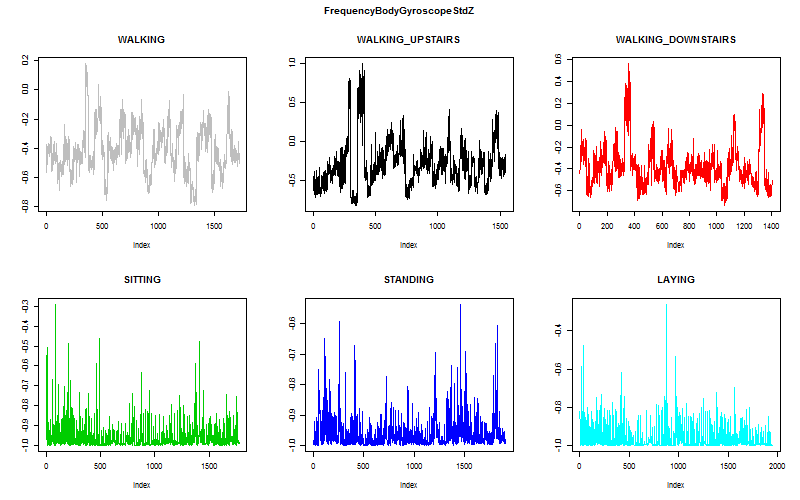 FrequencyBodyGyroscopeStdZ
WALKING
0.2
0.0
-0.2
-0.4
-0.6
-0.8
0 500 1000 1500
Index
WALKING_UPSTAIRS
1.0
0.5
0.0
-0.5
0 500 1000 1500
Index
WALKING_DOWNSTAIRS
0.6
0.4
0.2
0.0
-0.2
-0.4
-0.6
0 200 400 600 800 1000 1200 1400
Index
SITTING
-0.3
-0.4
-0.5
-0.6
-0.7
-0.8
-0.9
-1.0
0 500 1000 1500
Index
STANDING
-0.6
-0.7
-0.8
-0.9
-1.0
0 500 1000 1500
Index
LAYING
-0.4
-0.6
-0.8
-1.0
0 500 1000 1500 2000
Index